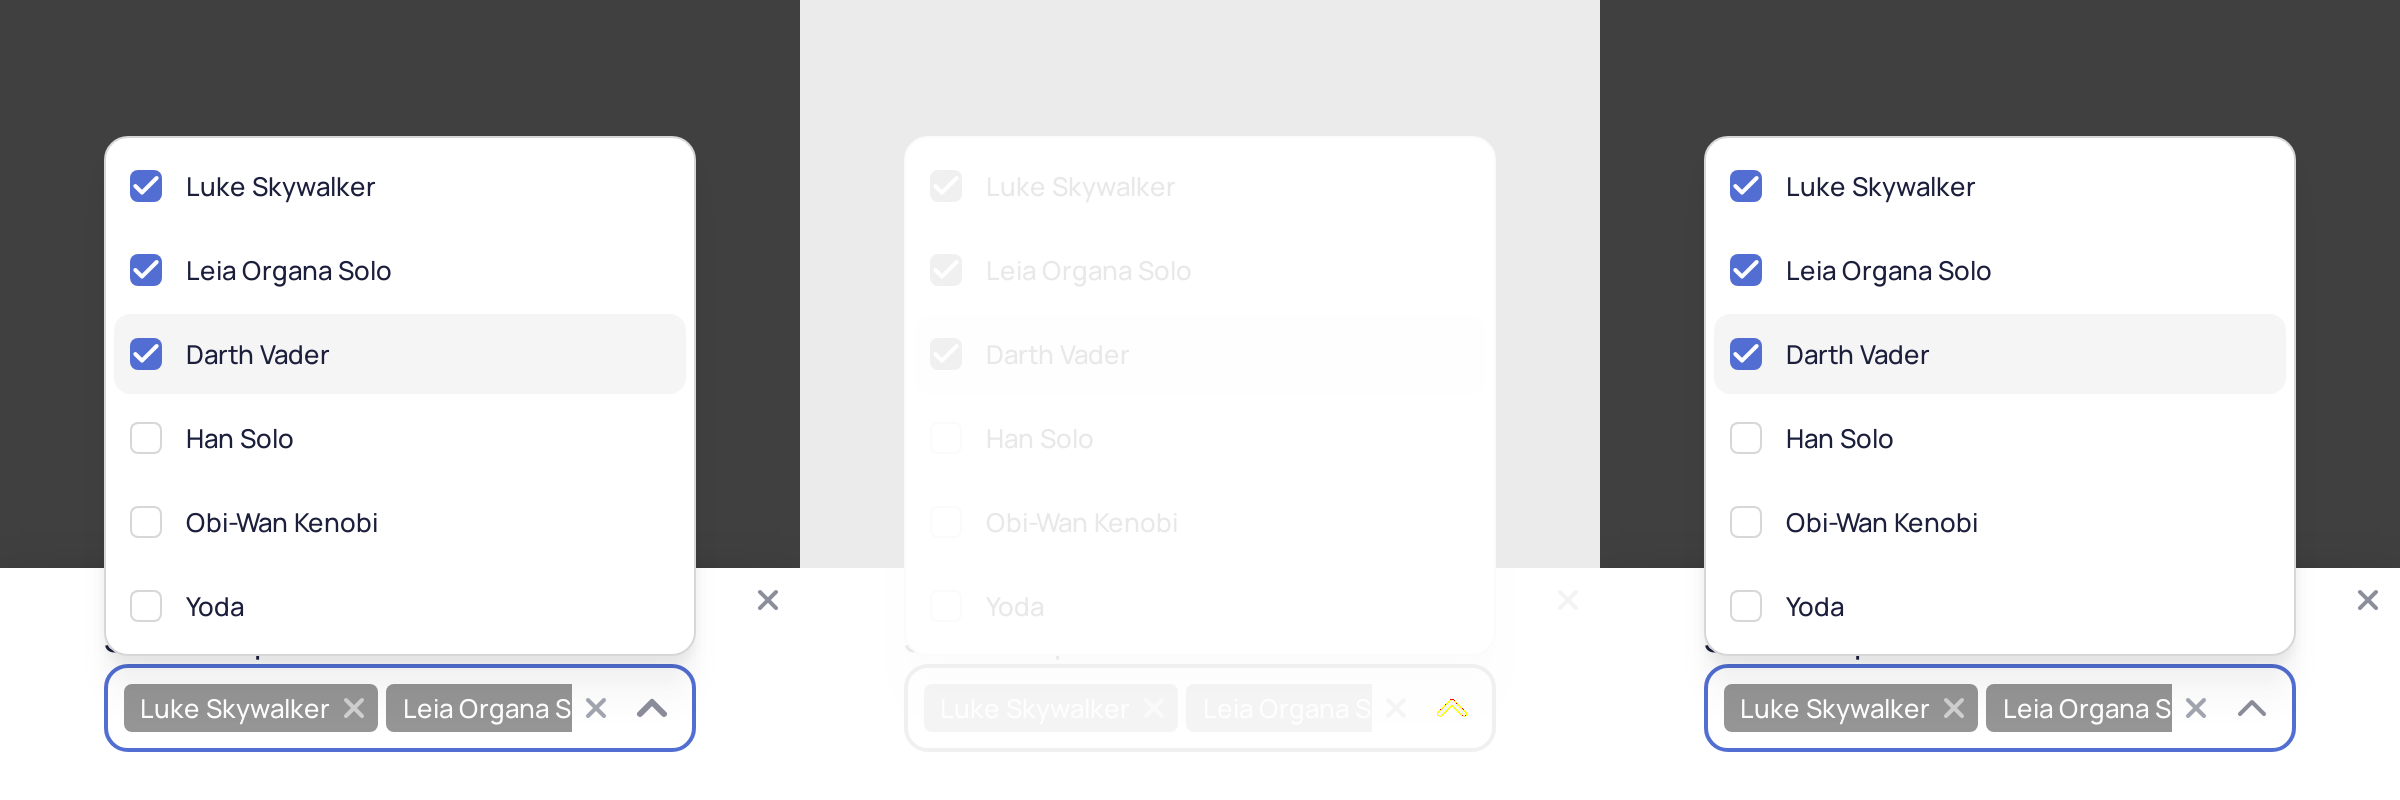 Luke Skywalker Luke Skywalker Luke Skywalker
Leia Organa Solo Leia Organa Solo Leia Organa Solo
Darth Vader Darth Vader Darth Vader
Han Solo Han Solo Han Solo
Obi-Wan Kenobi Obi-Wan Kenobi Obi-Wan Kenobi
Yoda Yoda Yoda
Luke Skywalker Leia Organa S Luke Skywalker Leia Organa S Luke Skywalker Leia Organa S